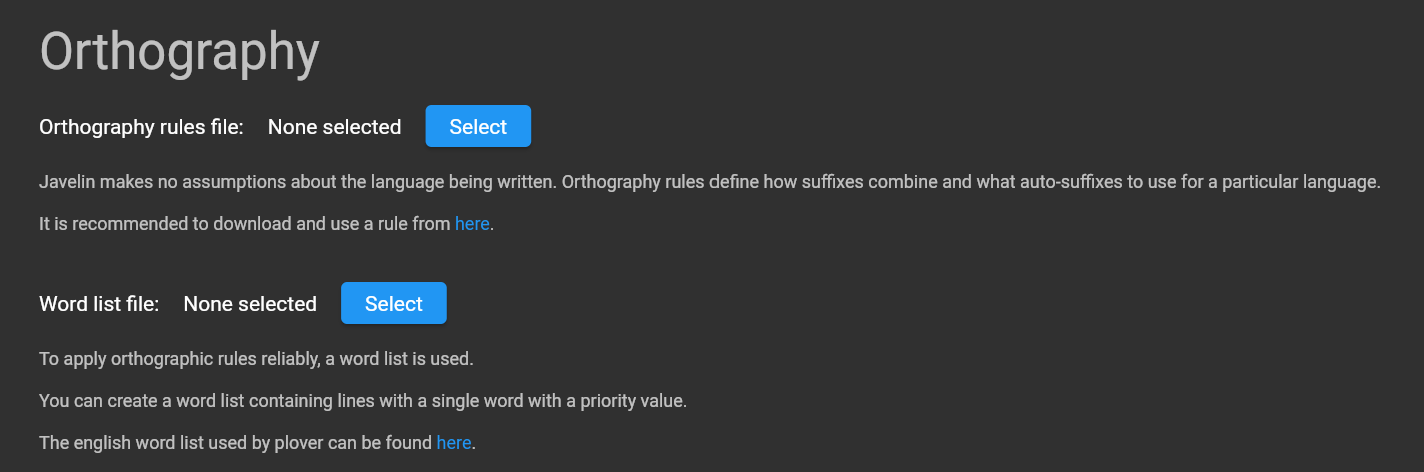 Orthography
Orthography rules file: None selected Select
Javelin makes no assumptions about the language being written. Orthography rules define how suffixes combine and what auto-suffixes to use for a particular language.
It is recommended to download and use a rule from here.
Word list file: None selected Select
To apply orthographic rules reliably, a word list is used.
You can create a word list containing lines with a single word with a priority value.
The english word list used by plover can be found here.